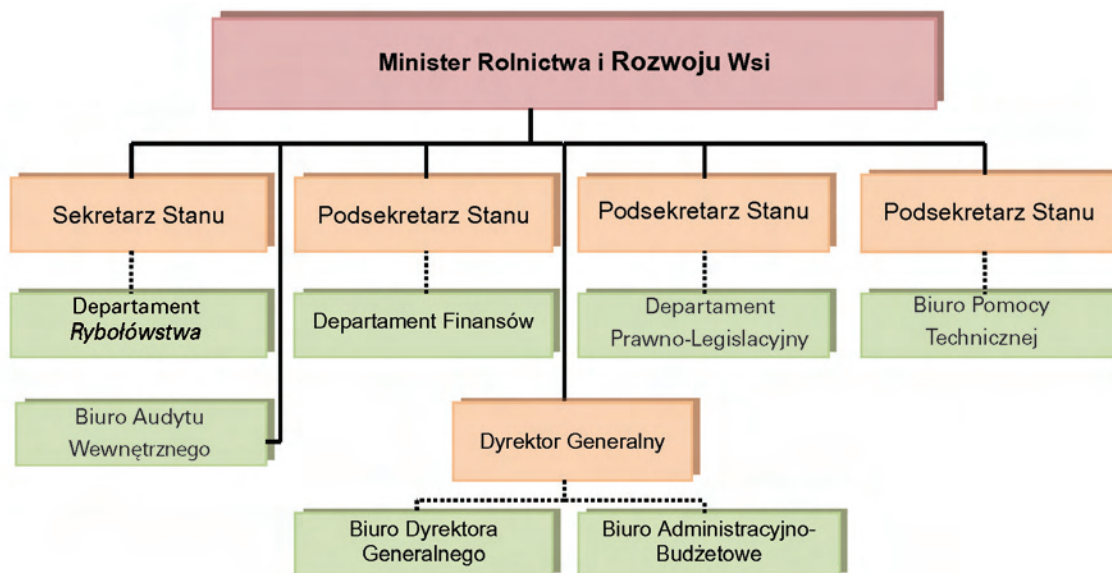 Minister Rolnictwa i Rozwoju Wsi
Sekretarz Stanu
Podsekretarz Stanu
Podsekretarz Stanu
Podsekretarz Stanu
Departament
Rybołówstwa
Departament Finansów
Departament
Prawno-Legislacyjny
Biuro Pomocy
Technicznej
Biuro Audytu
Wewnętrznego
Dyrektor Generalny
Biuro Dyrektora
Generalnego
Biuro Administracyjno-
Budżetowe